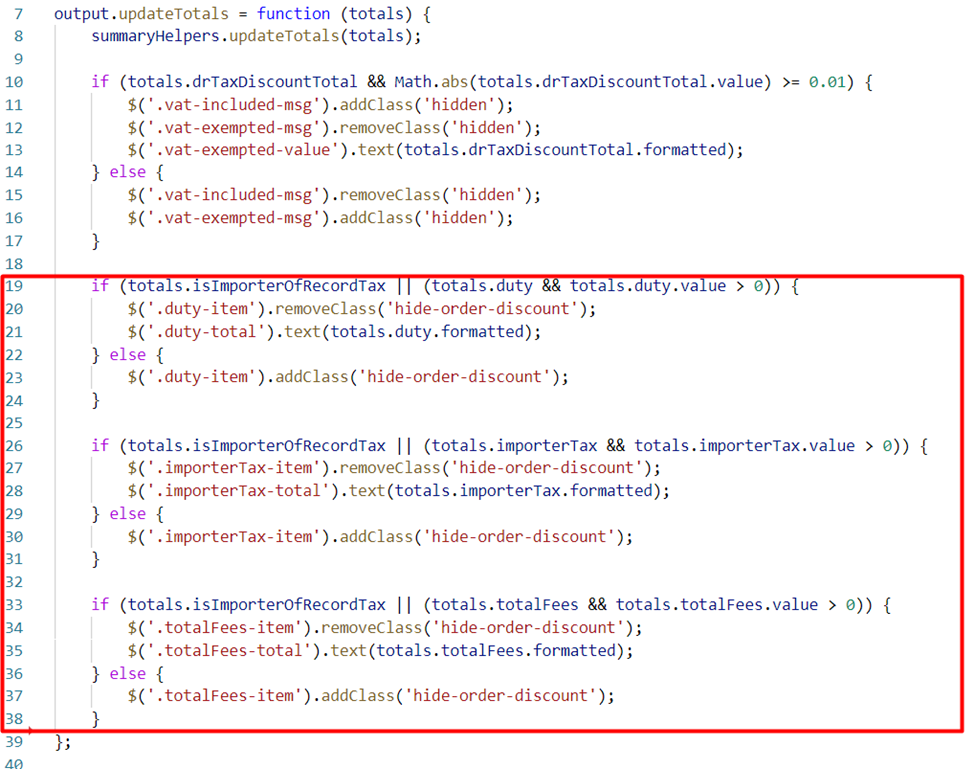 7 output.updateTotals = function (totals) {
8 summaryHelpers.updateTotals(totals);
9
10 if (totals.drTaxDiscountTotal && Math.abs(totals.drTaxDiscountTotal.value) >= 0.01) {
11 $('.vat-included-msg').addClass('hidden');
12 $('.vat-exempted-msg').removeClass('hidden');
13 $('.vat-exempted-value').text(totals.drTaxDiscountTotal.formatted);
14 } else {
15 $('.vat-included-msg').removeClass('hidden');
16 $('.vat-exempted-msg').addClass('hidden');
17 }
18
19 if (totals.isImporterOfRecordTax || (totals.duty && totals.duty.value > 0)) {
20 $('.duty-item').removeClass('hide-order-discount');
21 $('.duty-total').text(totals.duty.formatted);
22 } else {
23 $('.duty-item').addClass('hide-order-discount');
24 }
25
26 if (totals.isImporterOfRecordTax || (totals.importerTax && totals.importerTax.value > 0)) {
27 $('.importerTax-item').removeClass('hide-order-discount');
28 $('.importerTax-total').text(totals.importerTax.formatted);
29 } else {
30 $('.importerTax-item').addClass('hide-order-discount');
31 }
32
33 if (totals.isImporterOfRecordTax || (totals.totalFees && totals.totalFees.value > 0)) {
34 $('.totalFees-item').removeClass('hide-order-discount');
35 $('.totalFees-total').text(totals.totalFees.formatted);
36 } else {
37 $('.totalFees-item').addClass('hide-order-discount');
38 }
39 };
40